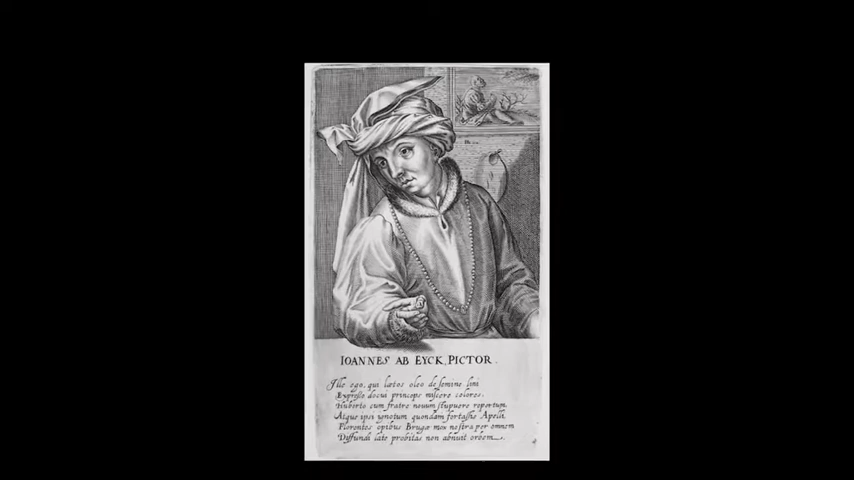 IOANNES AB EYCK, PICTOR.
Ille ego, qui lætos oleo de semine lini
Expresso docui princeps miscere colores.
Huberto cum fratre novum stupuere repertum,
Atque ipsi ignotum quondam fortassis Apelli,
Florentes opibus Brugæ mox nostra per omnem
Diffundi late probitas non abnuit orbem.